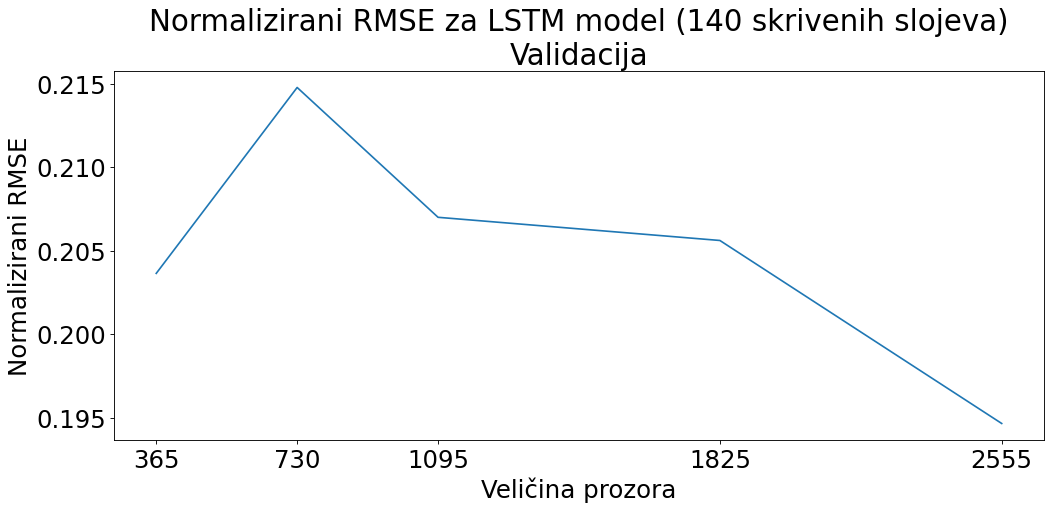 Normalizirani RMSE za LSTM model (140 skrivenih slojeva)
Validacija
Normalizirani RMSE
0.215
0.210
0.205
0.200
0.195
365 730 1095 1825 2555
Veličina prozora